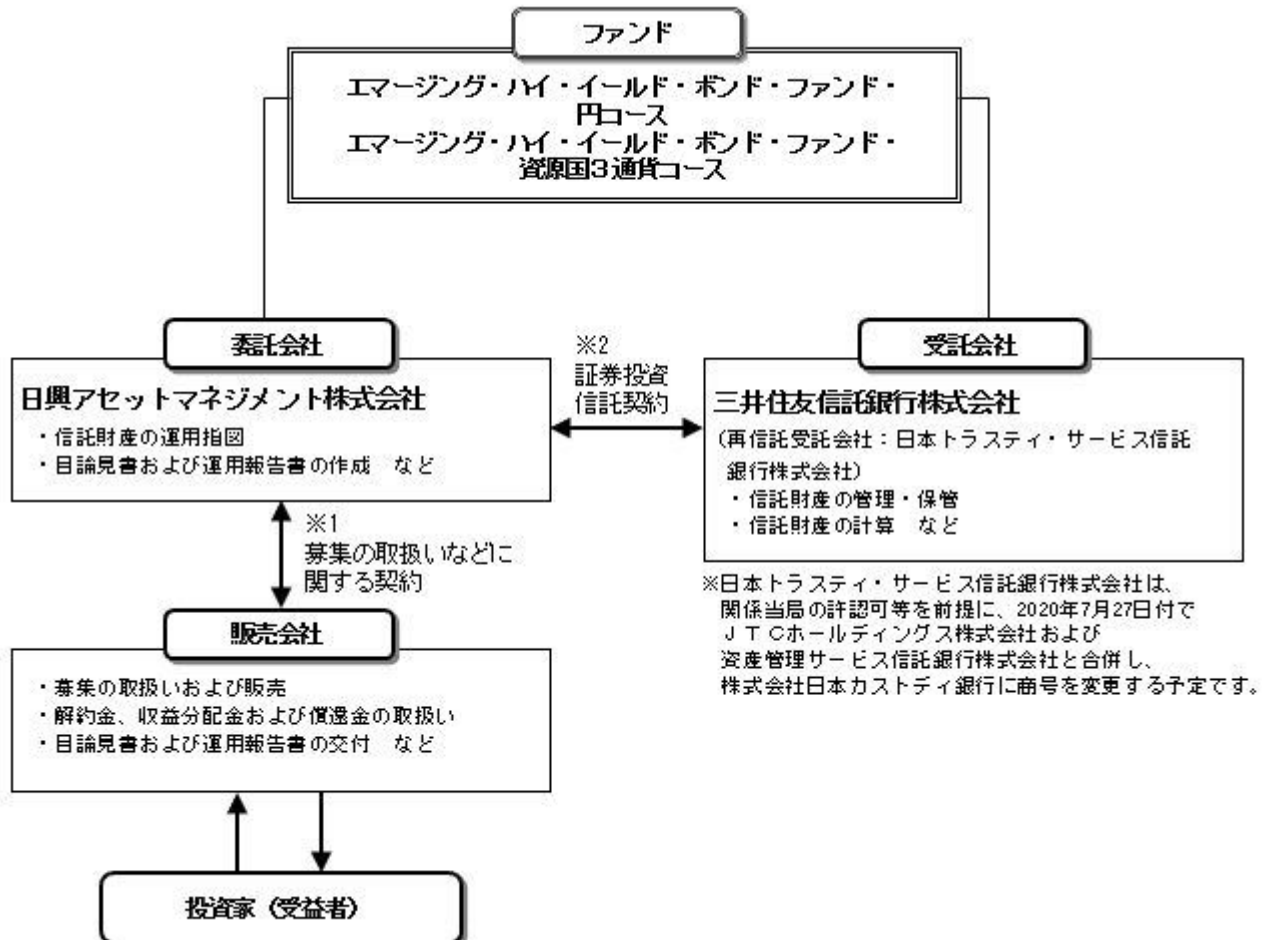 ファンド
エマージング・ハイ・イールド・ボンド・ファンド・
円コース
エマージング・ハイ・イールド・ボンド・ファンド・
資源国3通貨コース
委託会社
日興アセットマネジメント株式会社
・信託財産の運用指図
・目論見書および運用報告書の作成　など
※2
証券投資
信託契約
受託会社
三井住友信託銀行株式会社
(再信託受託会社：日本トラスティ・サービス信託
銀行株式会社)
・信託財産の管理・保管
・信託財産の計算　など
※1
募集の取扱いなどに
関する契約
※日本トラスティ・サービス信託銀行株式会社は、
関係当局の許認可等を前提に、2020年7月27日付で
ＪＴＣホールディングス株式会社および
資産管理サービス信託銀行株式会社と合併し、
株式会社日本カストディ銀行に商号を変更する予定です。
販売会社
・募集の取扱いおよび販売
・解約金、収益分配金および償還金の取扱い
・目論見書および運用報告書の交付　など
投資家（受益者）